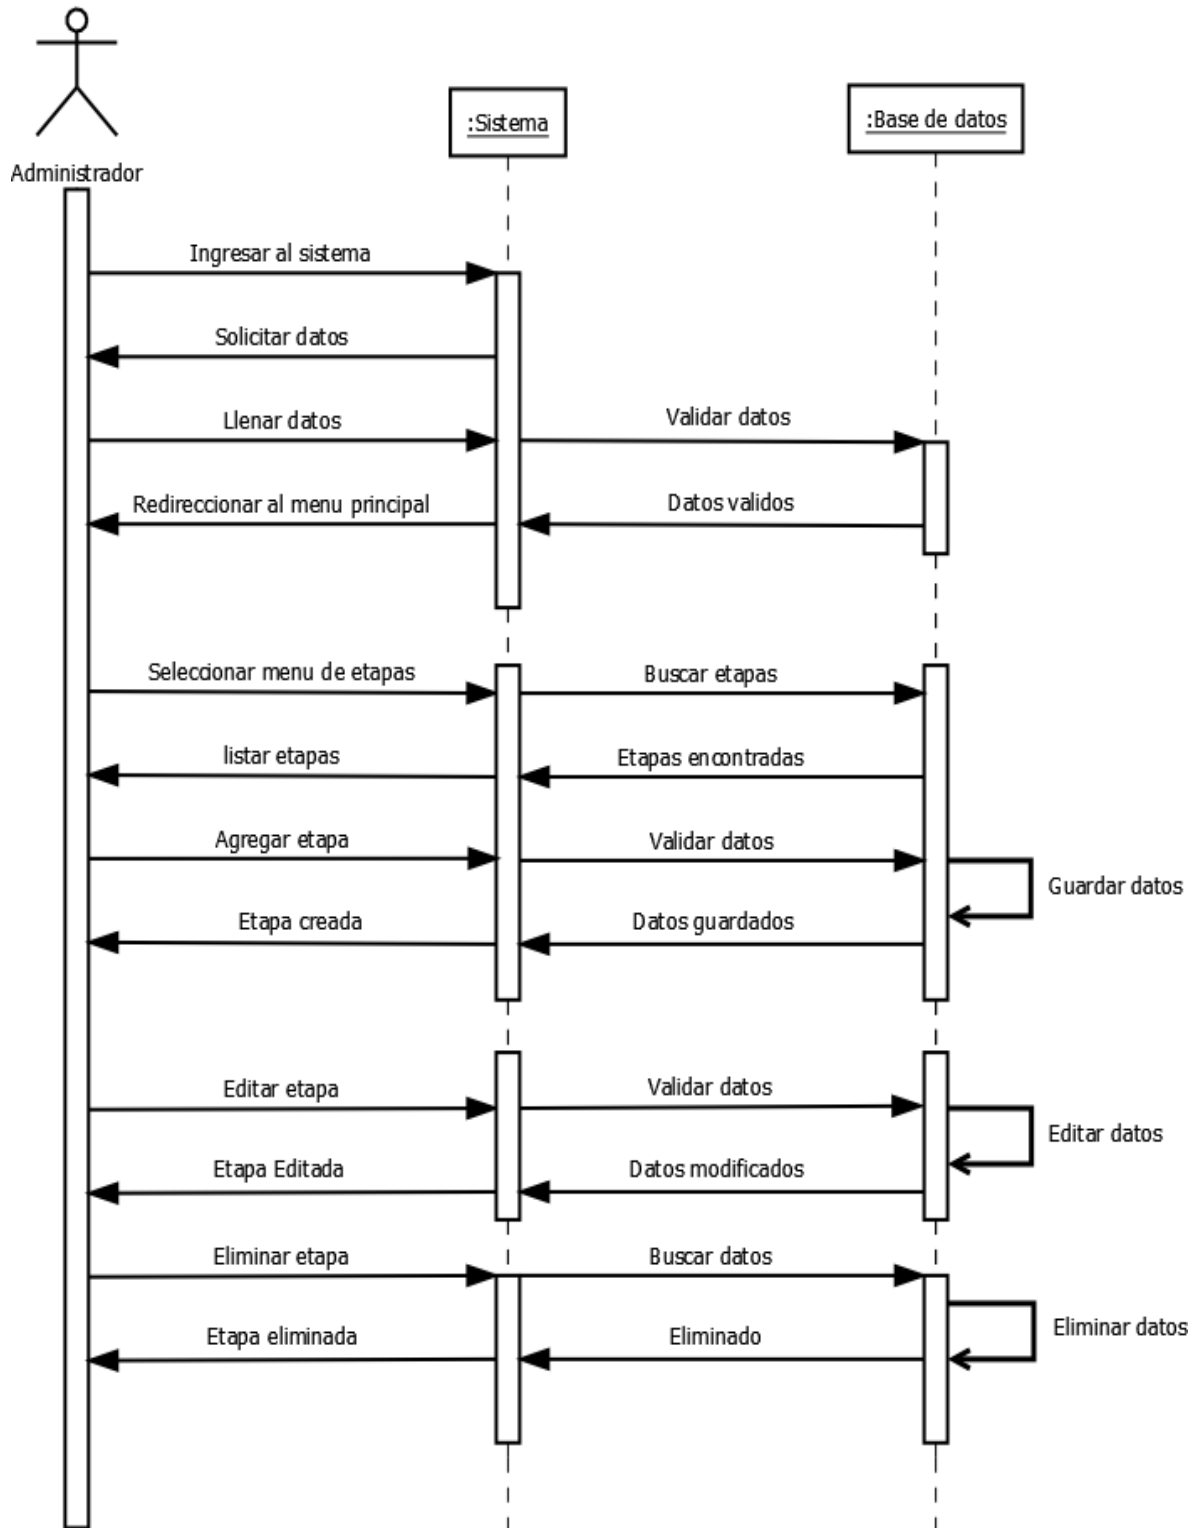 :Sistema
:Base de datos
Administrador
Ingresar al sistema
Solicitar datos
Llenar datos
Validar datos
Redireccionar al menu principal
Datos validos
Seleccionar menu de etapas
Buscar etapas
listar etapas
Etapas encontradas
Agregar etapa
Validar datos
Guardar datos
Etapa creada
Datos guardados
Editar etapa
Validar datos
Editar datos
Etapa Editada
Datos modificados
Eliminar etapa
Buscar datos
Eliminar datos
Etapa eliminada
Eliminado